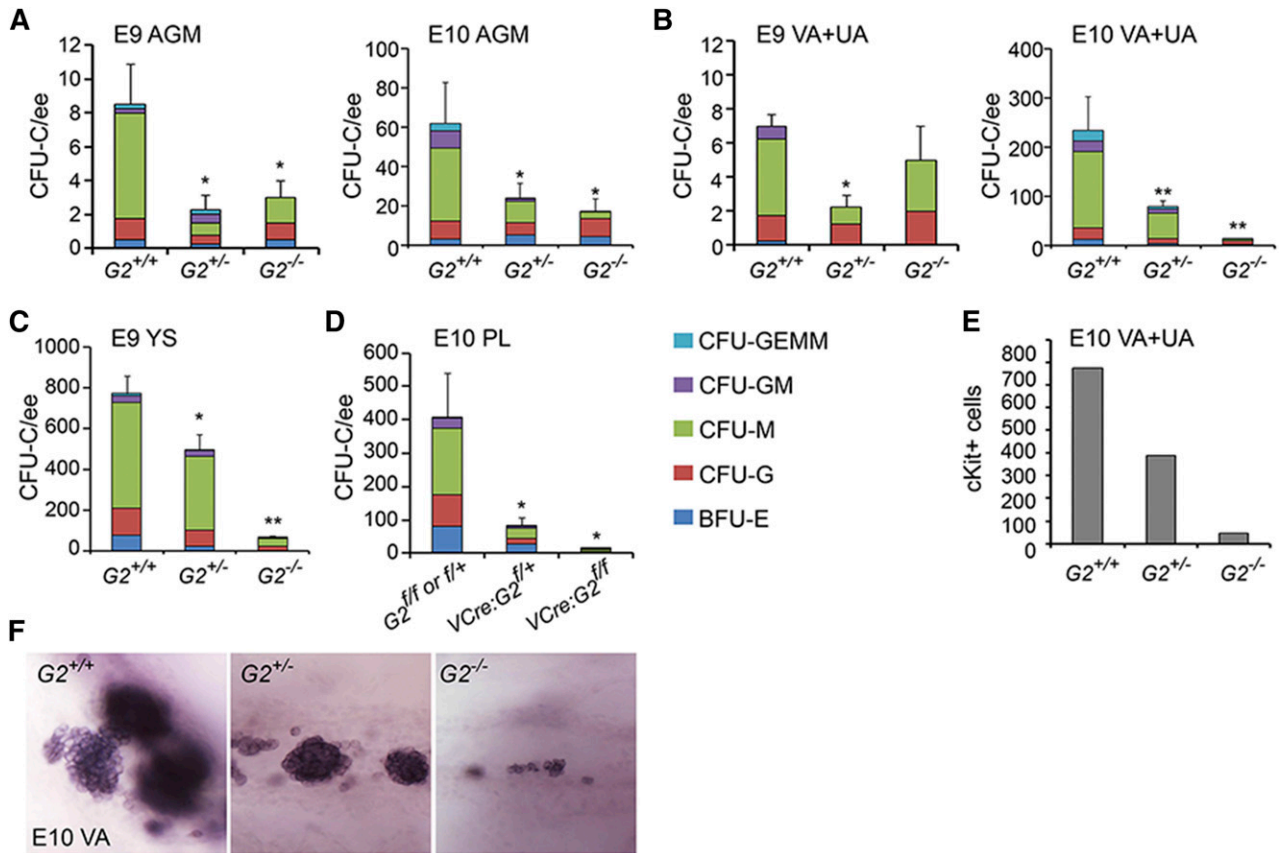 A
E9 AGM
CFU-C/ee
12
10
8
6
4
2
0
*
*
G2+/+
G2+/-
G2-/-
E10 AGM
CFU-C/ee
100
80
60
40
20
0
*
*
G2+/+
G2+/-
G2-/-
B
E9 VA+UA
CFU-C/ee
12
10
8
6
4
2
0
*
G2+/+
G2+/-
G2-/-
E10 VA+UA
CFU-C/ee
400
300
200
100
0
**
**
G2+/+
G2+/-
G2-/-
C
E9 YS
CFU-C/ee
1000
800
600
400
200
0
*
**
G2+/+
G2+/-
G2-/-
D
E10 PL
CFU-C/ee
600
500
400
300
200
100
0
*
*
G2f/f or f/+
VCre:G2f/+
VCre:G2f/f
CFU-GEMM
CFU-GM
CFU-M
CFU-G
BFU-E
E
E10 VA+UA
cKit+ cells
800
700
600
500
400
300
200
100
0
G2+/+
G2+/-
G2-/-
F
G2+/+
G2+/-
G2-/-
E10 VA